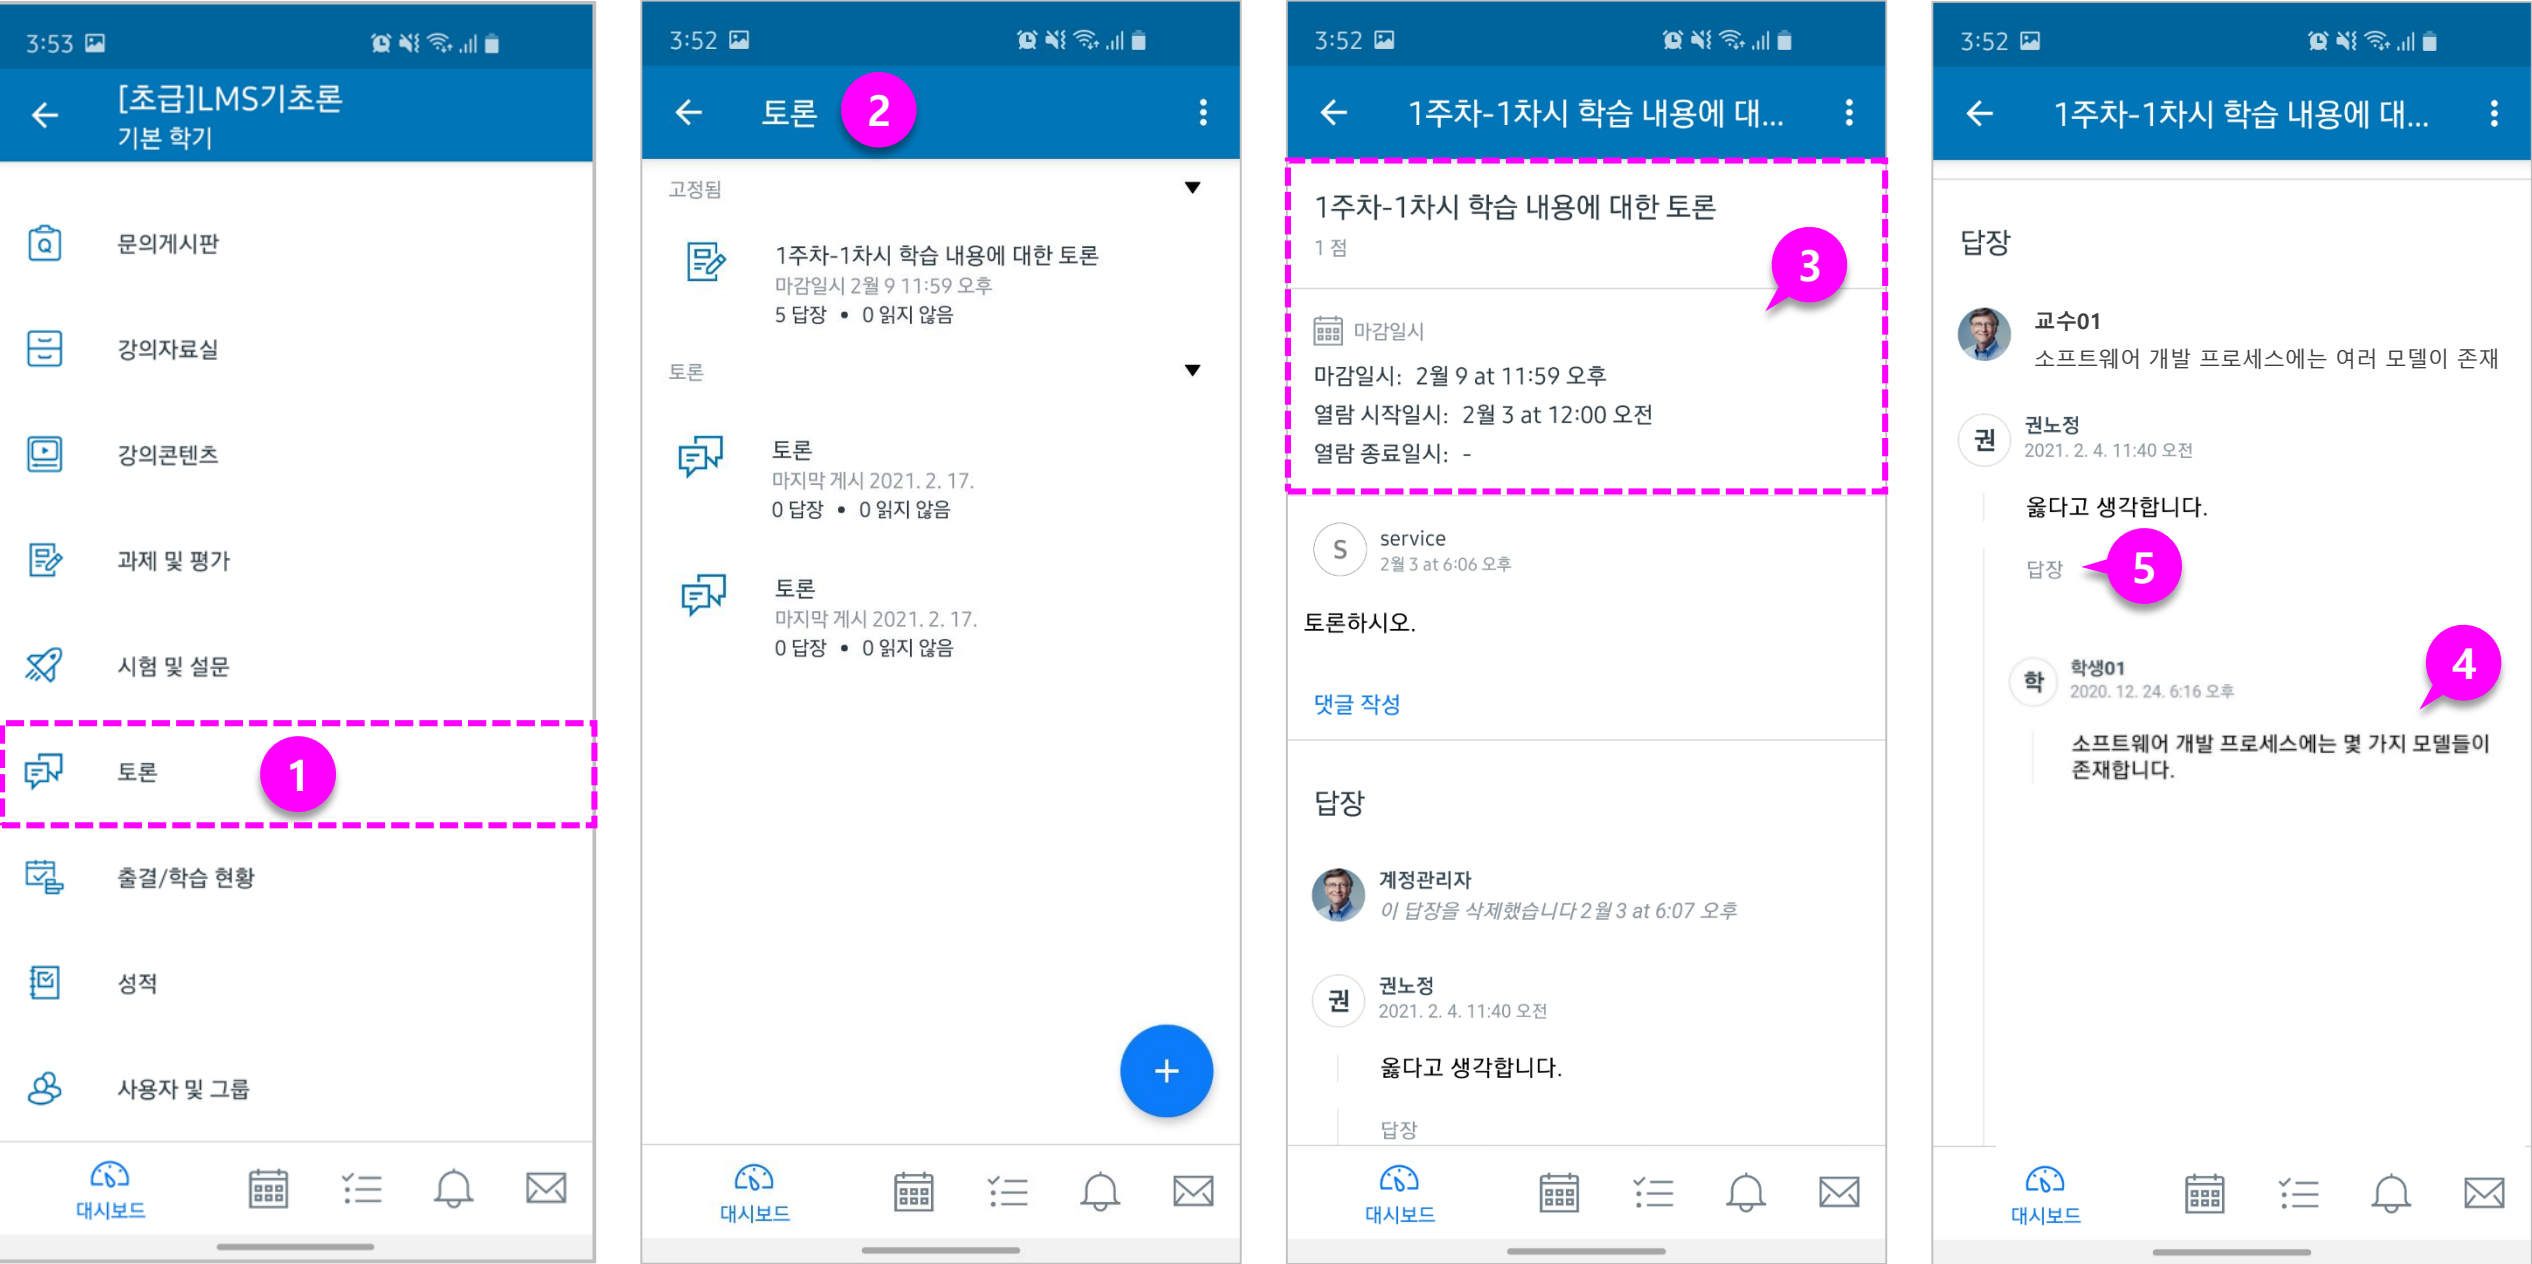 3:53
[초급]LMS기초론
기본 학기
문의게시판
강의자료실
강의콘텐츠
과제 및 평가
시험 및 설문
토론
1
출결/학습 현황
성적
사용자 및 그룹
대시보드
3:52
토론
2
고정됨
1주차-1차시 학습 내용에 대한 토론
마감일시 2월 9 11:59 오후
5 답장 • 0 읽지 않음
토론
토론
마지막 게시 2021. 2. 17.
0 답장 • 0 읽지 않음
토론
마지막 게시 2021. 2. 17.
0 답장 • 0 읽지 않음
+
대시보드
3:52
1주차-1차시 학습 내용에 대...
1주차-1차시 학습 내용에 대한 토론
1 점
3
마감일시
마감일시: 2월 9 at 11:59 오후
열람 시작일시: 2월 3 at 12:00 오전
열람 종료일시: -
S
service
2월 3 at 6:06 오후
토론하시오.
댓글 작성
답장
계정관리자
이 답장을 삭제했습니다 2월 3 at 6:07 오후
권
권노정
2021. 2. 4. 11:40 오전
옳다고 생각합니다.
답장
대시보드
3:52
1주차-1차시 학습 내용에 대...
답장
교수01
소프트웨어 개발 프로세스에는 여러 모델이 존재
권
권노정
2021. 2. 4. 11:40 오전
옳다고 생각합니다.
답장
5
4
학
학생01
2020. 12. 24. 6:16 오후
소프트웨어 개발 프로세스에는 몇 가지 모델들이
존재합니다.
대시보드